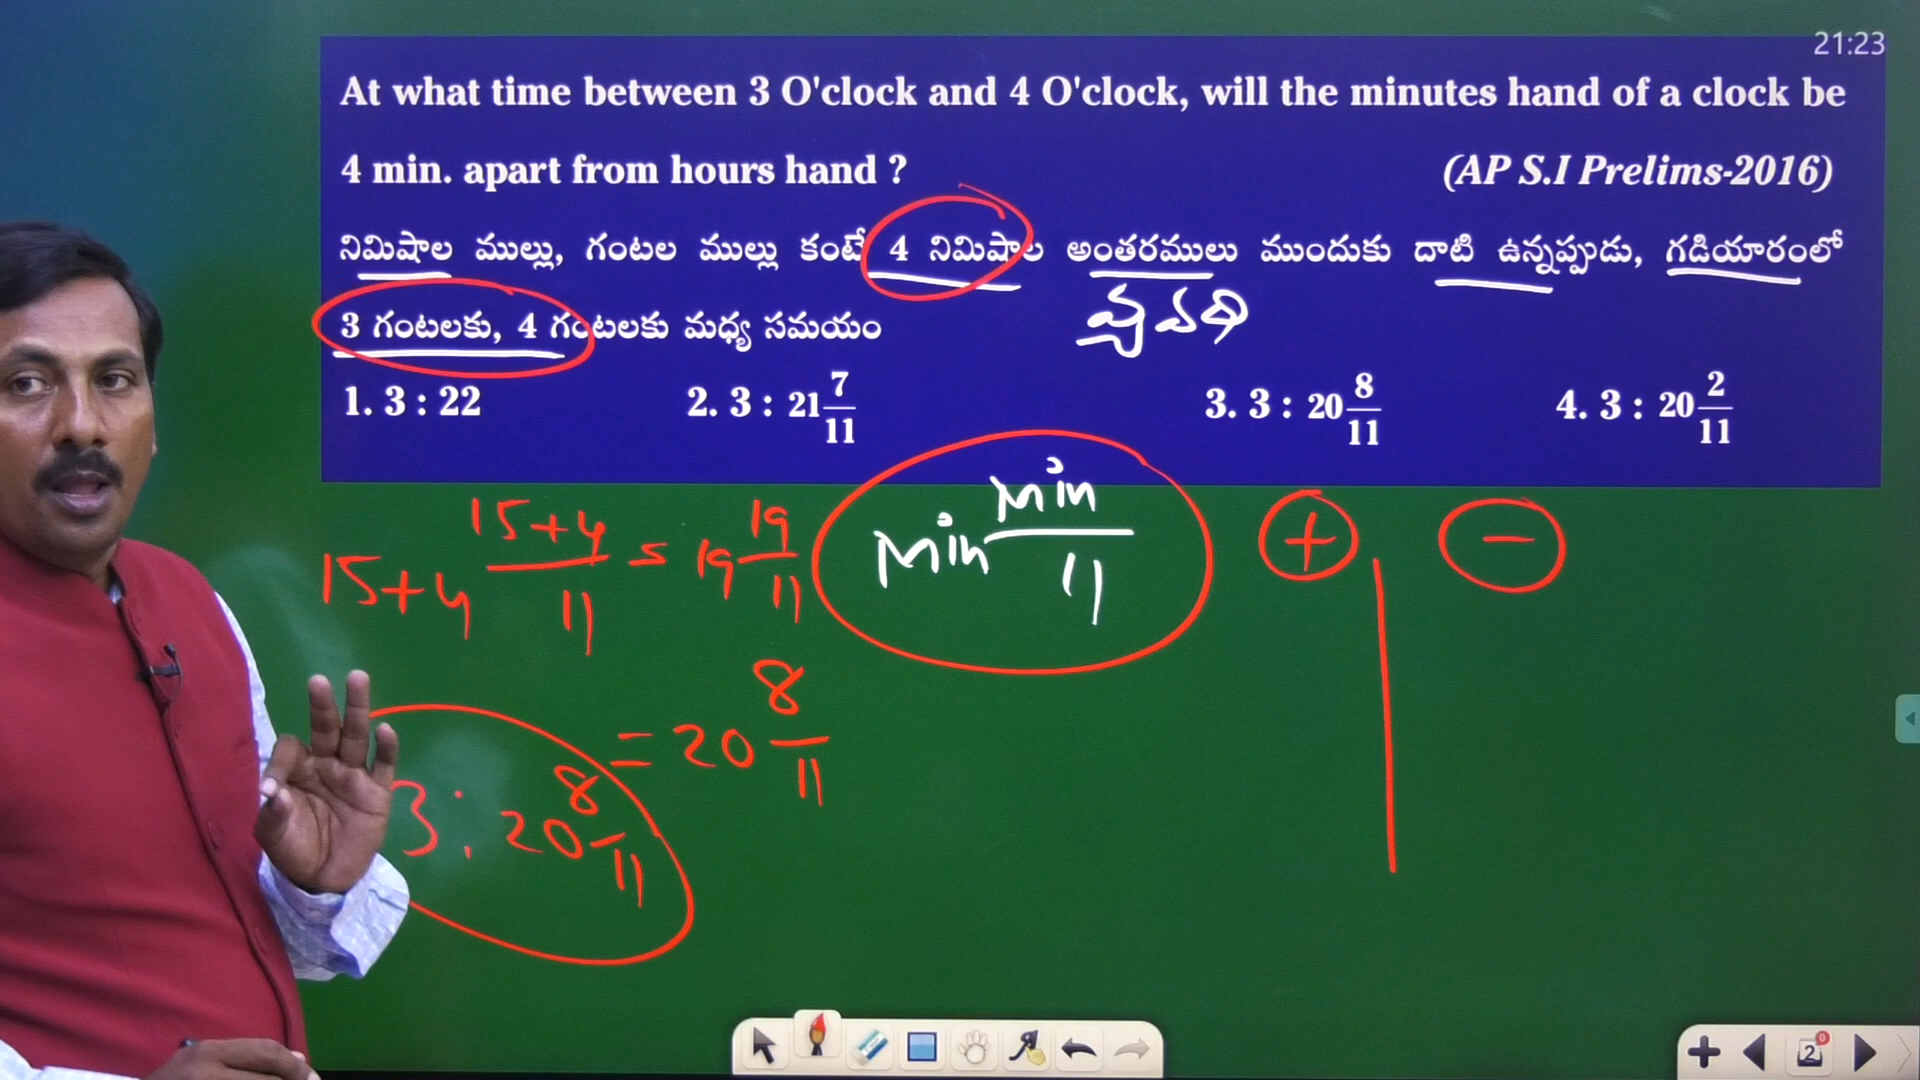 21:23
At what time between 3 O'clock and 4 O'clock, will the minutes hand of a clock be
4 min. apart from hours hand ? (AP S.I Prelims-2016)
నిమిషాల ముల్లు, గంటల ముల్లు కంటే 4 నిమిషాల అంతరములు ముందుకు దాటి ఉన్నప్పుడు, గడియారంలో
3 గంటలకు, 4 గంటలకు మధ్య సమయం వ్యవధి
1. 3 : 22 2. 3 : 21 7/11 3. 3 : 20 8/11 4. 3 : 20 2/11
15+4 15+4/11 = 19 19/11 Min Min/11 + -
= 20 8/11
3 : 20 8/11
2 0